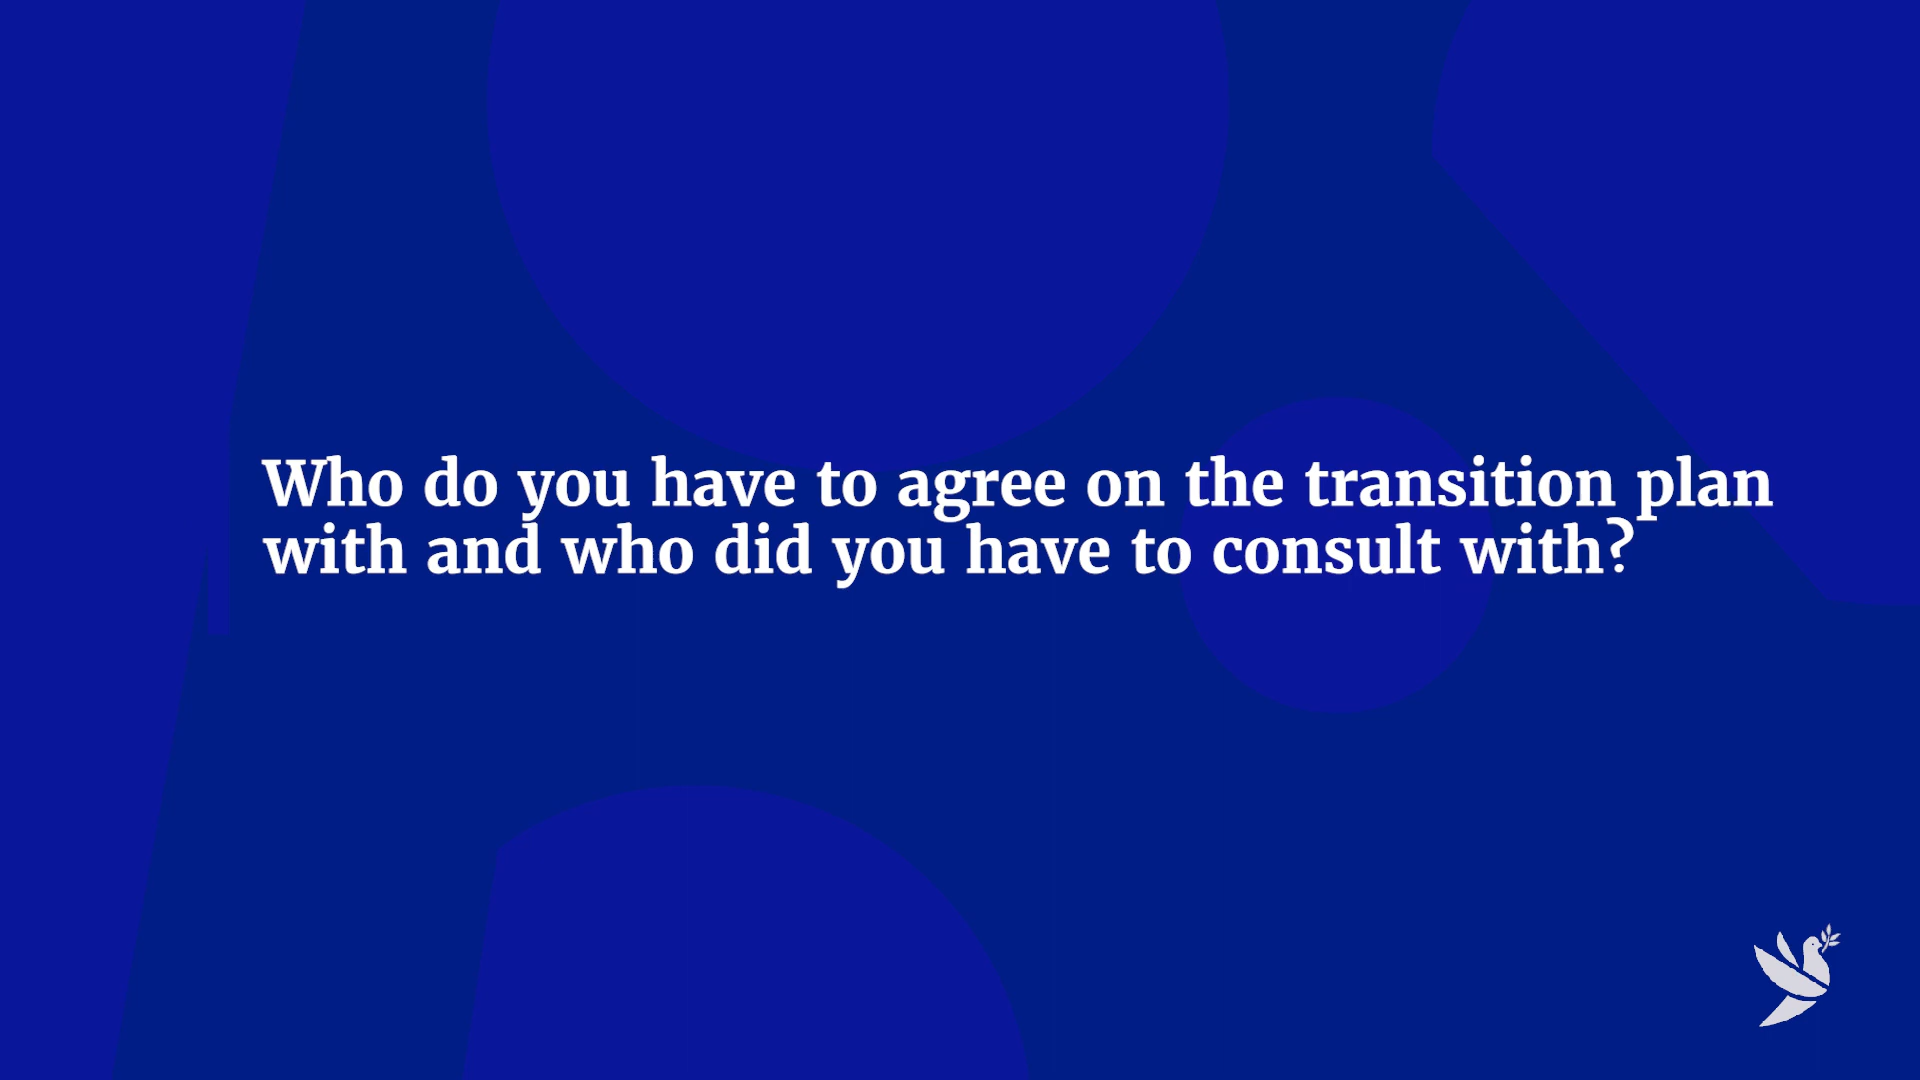 Who do you have to agree on the transition plan
with and who did you have to consult with?